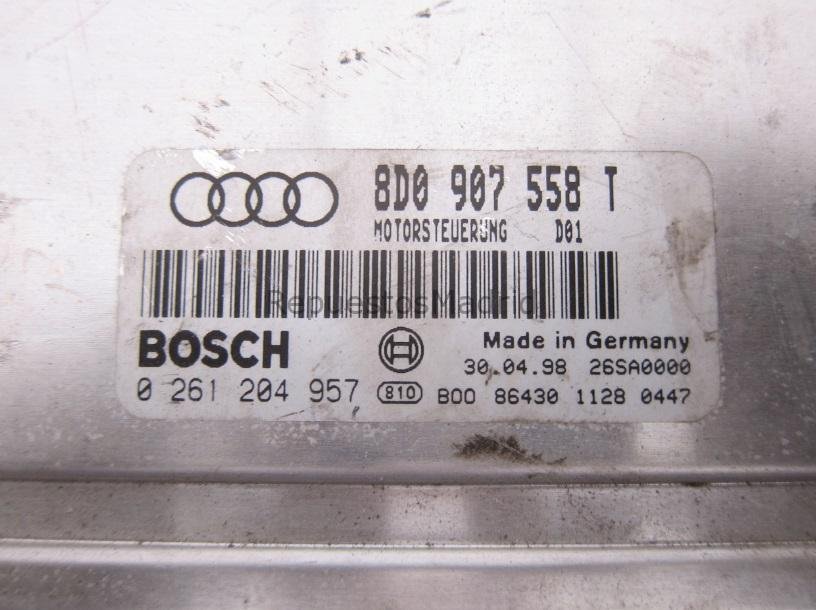 8D0 907 558 T
MOTORSTEUERUNG D01
RepuestosMadrid
BOSCH
Made in Germany
30.04.98 26SA0000
0 261 204 957 810 B00 86430 1128 0447